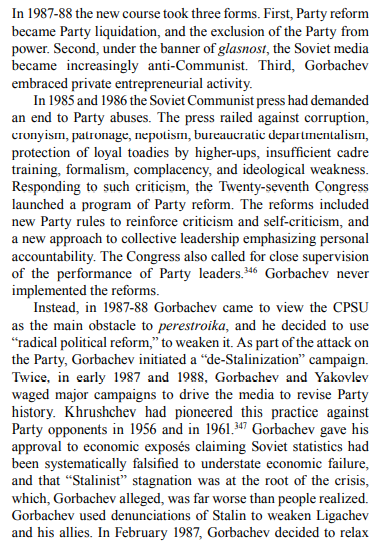 In 1987-88 the new course took three forms. First, Party reform
became Party liquidation, and the exclusion of the Party from
power. Second, under the banner of glasnost, the Soviet media
became increasingly anti-Communist. Third, Gorbachev
embraced private entrepreneurial activity.
In 1985 and 1986 the Soviet Communist press had demanded
an end to Party abuses. The press railed against corruption,
cronyism, patronage, nepotism, bureaucratic departmentalism,
protection of loyal toadies by higher-ups, insufficient cadre
training, formalism, complacency, and ideological weakness.
Responding to such criticism, the Twenty-seventh Congress
launched a program of Party reform. The reforms included
new Party rules to reinforce criticism and self-criticism, and
a new approach to collective leadership emphasizing personal
accountability. The Congress also called for close supervision
of the performance of Party leaders.346 Gorbachev never
implemented the reforms.
Instead, in 1987-88 Gorbachev came to view the CPSU
as the main obstacle to perestroika, and he decided to use
“radical political reform,” to weaken it. As part of the attack on
the Party, Gorbachev initiated a “de-Stalinization” campaign.
Twice, in early 1987 and 1988, Gorbachev and Yakovlev
waged major campaigns to drive the media to revise Party
history. Khrushchev had pioneered this practice against
Party opponents in 1956 and in 1961.347 Gorbachev gave his
approval to economic exposés claiming Soviet statistics had
been systematically falsified to understate economic failure,
and that “Stalinist” stagnation was at the root of the crisis,
which, Gorbachev alleged, was far worse than people realized.
Gorbachev used denunciations of Stalin to weaken Ligachev
and his allies. In February 1987, Gorbachev decided to relax